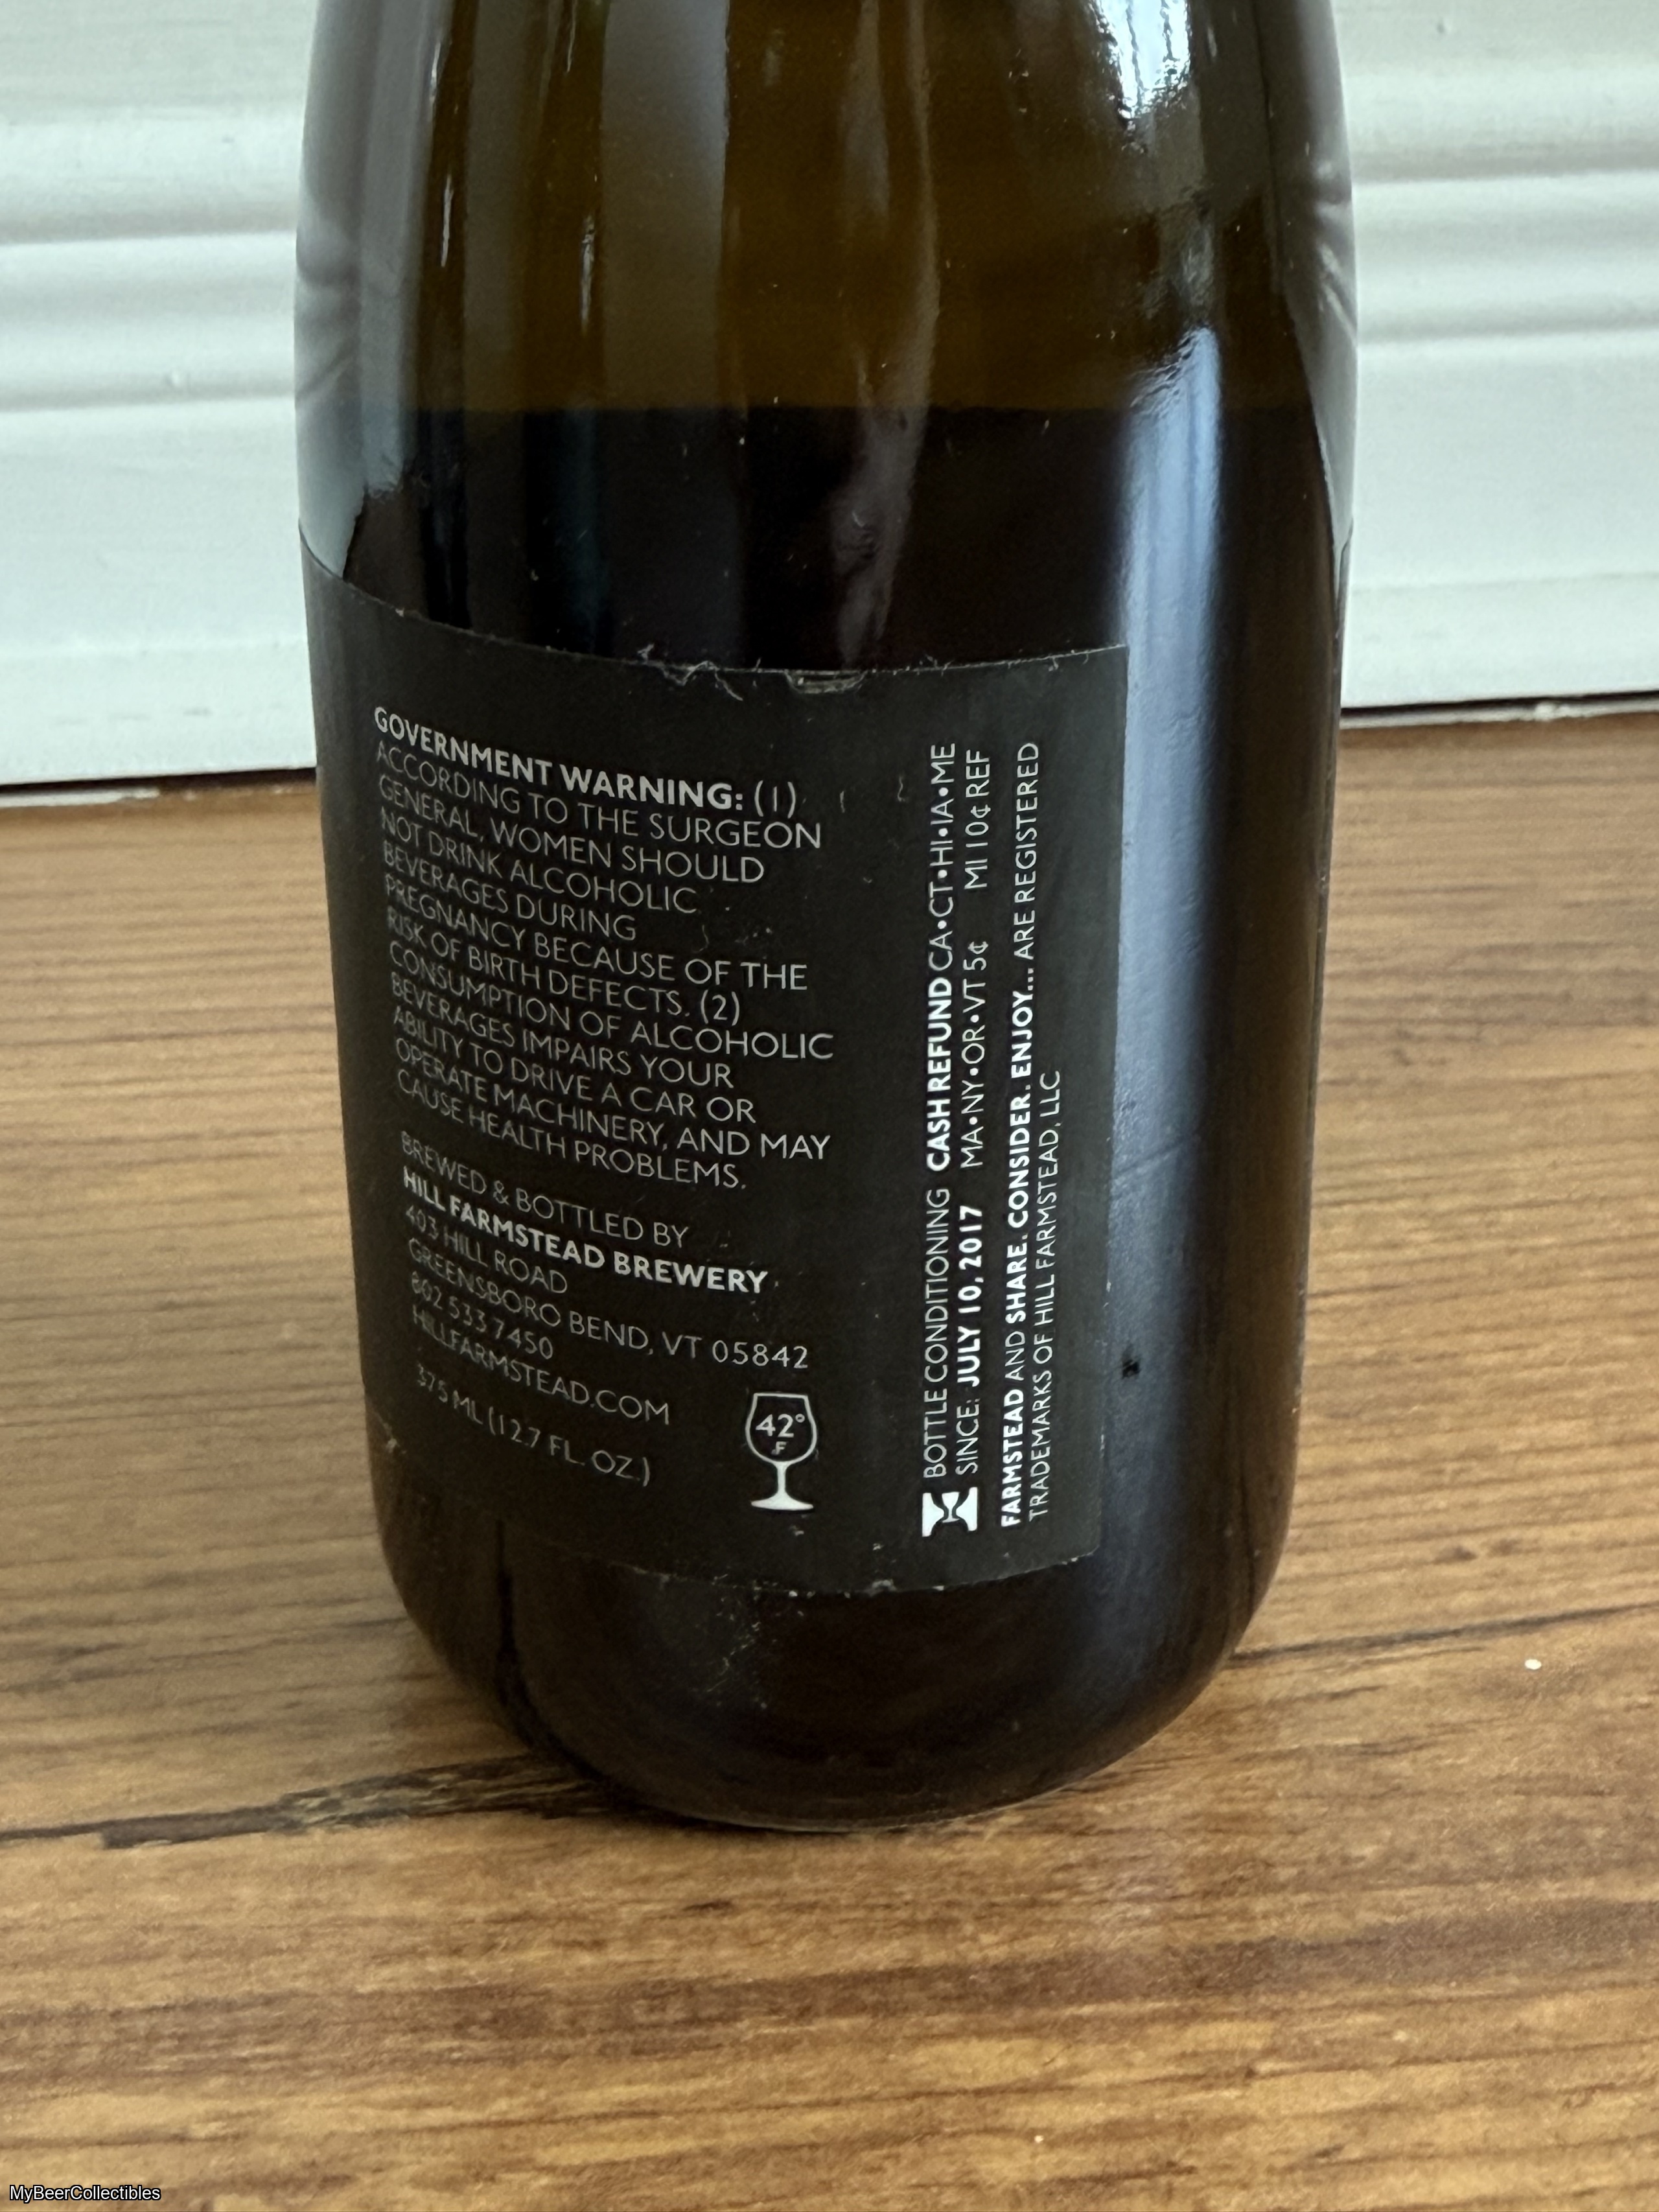 GOVERNMENT WARNING: (1)
ACCORDING TO THE SURGEON
GENERAL, WOMEN SHOULD
NOT DRINK ALCOHOLIC
BEVERAGES DURING
PREGNANCY BECAUSE OF THE
RISK OF BIRTH DEFECTS. (2)
CONSUMPTION OF ALCOHOLIC
BEVERAGES IMPAIRS YOUR
ABILITY TO DRIVE A CAR OR
OPERATE MACHINERY, AND MAY
CAUSE HEALTH PROBLEMS.
BREWED & BOTTLED BY
HILL FARMSTEAD BREWERY
403 HILL ROAD
GREENSBORO BEND, VT 05842
802 533 7450
HILLFARMSTEAD.COM
375 ML (12.7 FL. OZ.)
42°
F
BOTTLE CONDITIONING CASH REFUND CA•CT•HI•IA•ME
SINCE: JULY 10, 2017 MA•NY•OR•VT 5¢ MI 10¢ REF
FARMSTEAD AND SHARE. CONSIDER. ENJOY... ARE REGISTERED
TRADEMARKS OF HILL FARMSTEAD, LLC
MyBeerCollectibles